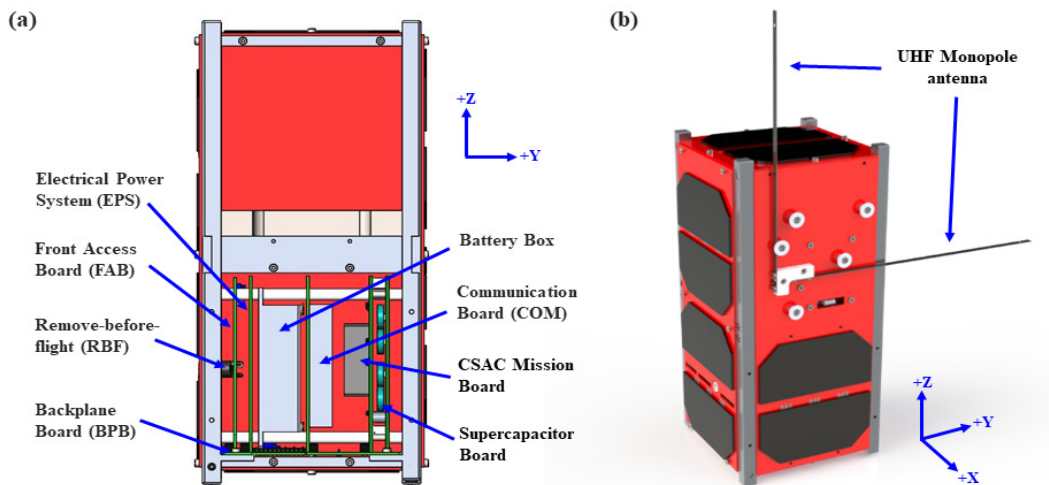 (a)
+Z
+Y
Electrical Power
System (EPS)
Front Access
Board (FAB)
Remove-before-
flight (RBF)
Backplane
Board (BPB)
Battery Box
Communication
Board (COM)
CSAC Mission
Board
Supercapacitor
Board
(b)
UHF Monopole
antenna
+Z
+Y
+X